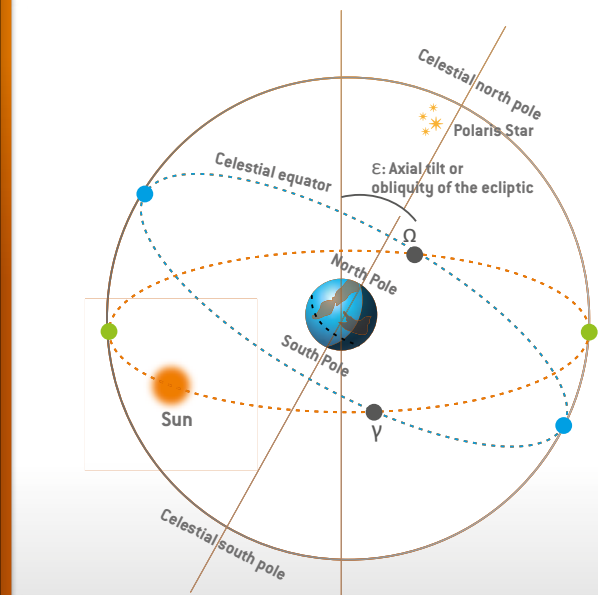 Celestial north pole
Polaris Star
Celestial equator
Ɛ: Axial tilt or
obliquity of the ecliptic
Ω
North Pole
South Pole
Sun
γ
Celestial south pole